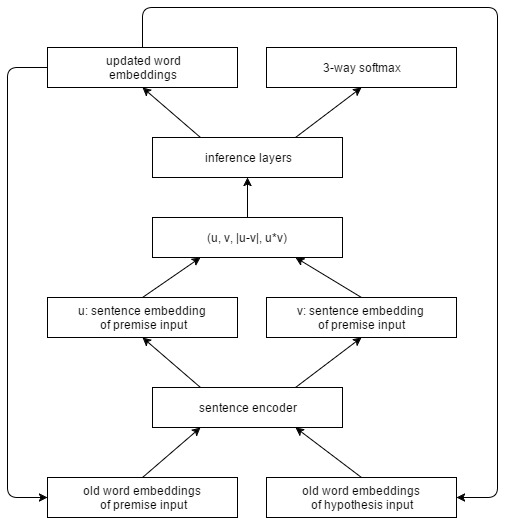 updated word
embeddings
3-way softmax
inference layers
(u, v, |u-v|, u*v)
u: sentence embedding
of premise input
v: sentence embedding
of premise input
sentence encoder
old word embeddings
of premise input
old word embeddings
of hypothesis input